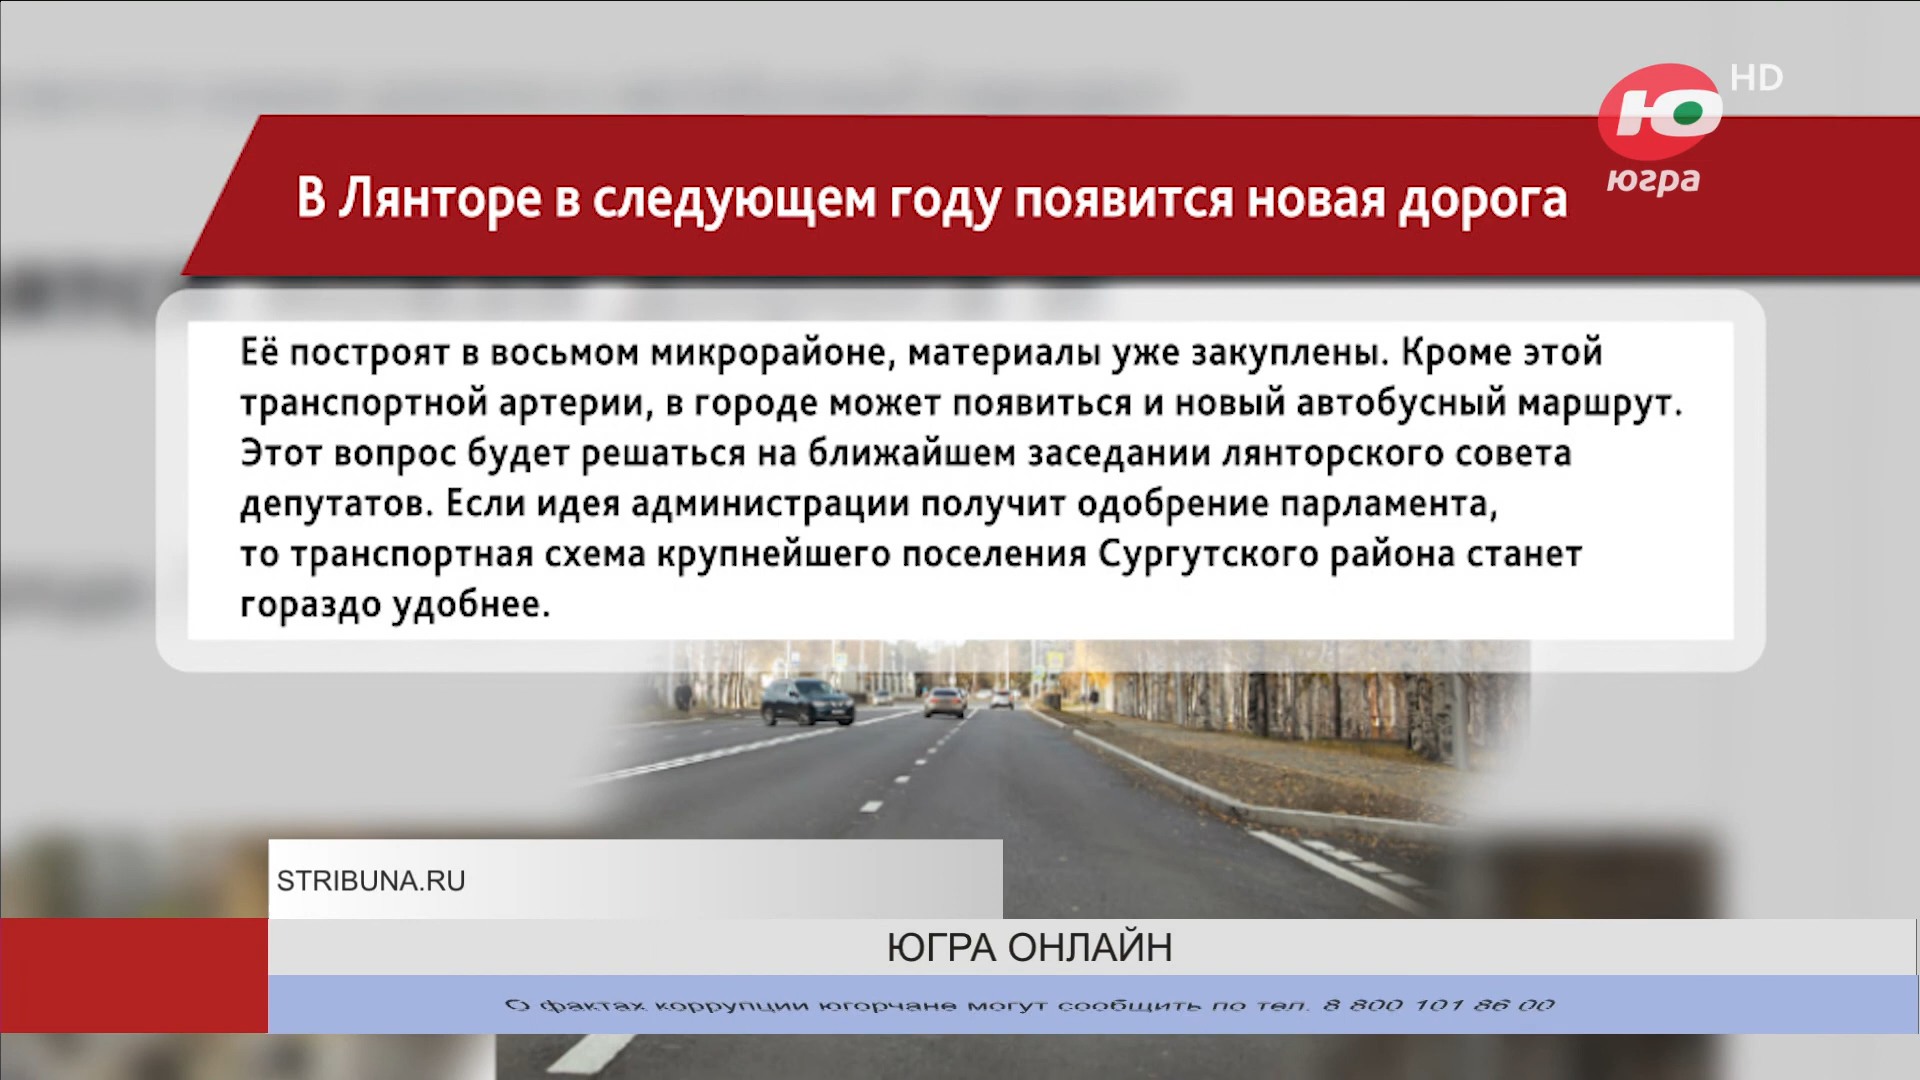 HD
Ю
югра
В Лянторе в следующем году появится новая дорога
Её построят в восьмом микрорайоне, материалы уже закуплены. Кроме этой
транспортной артерии, в городе может появиться и новый автобусный маршрут.
Этот вопрос будет решаться на ближайшем заседании лянторского совета
депутатов. Если идея администрации получит одобрение парламента,
то транспортная схема крупнейшего поселения Сургутского района станет
гораздо удобнее.
STRIBUNA.RU
ЮГРА ОНЛАЙН
О фактах коррупции югорчане могут сообщить по тел. 8 800 101 86 00